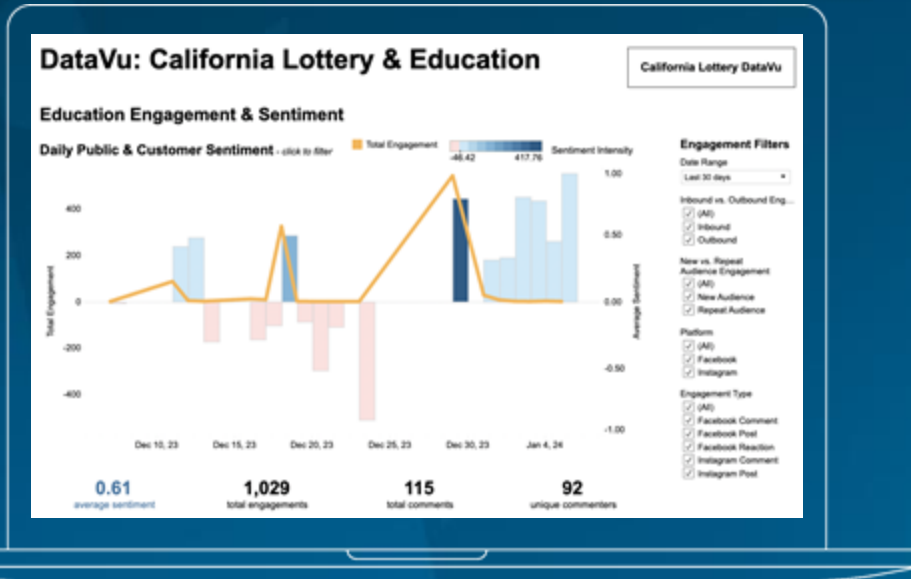 DataVu: California Lottery & Education
California Lottery DataVu
Education Engagement & Sentiment
Daily Public & Customer Sentiment - click to filter
Total Engagement
-46.42
417.76
Sentiment Intensity
Total Engagement
400
200
0
-200
-400
1.00
0.50
0.00
-0.50
-1.00
Average Sentiment
Dec 10, 23
Dec 15, 23
Dec 20, 23
Dec 25, 23
Dec 30, 23
Jan 4, 24
Engagement Filters
Date Range
Last 30 days
Inbound vs. Outbound Eng...
(All)
Inbound
Outbound
New vs. Repeat
Audience Engagement
(All)
New Audience
Repeat Audience
Platform
(All)
Facebook
Instagram
Engagement Type
(All)
Facebook Comment
Facebook Post
Facebook Reaction
Instagram Comment
Instagram Post
0.61
average sentiment
1,029
total engagements
115
total comments
92
unique commenters